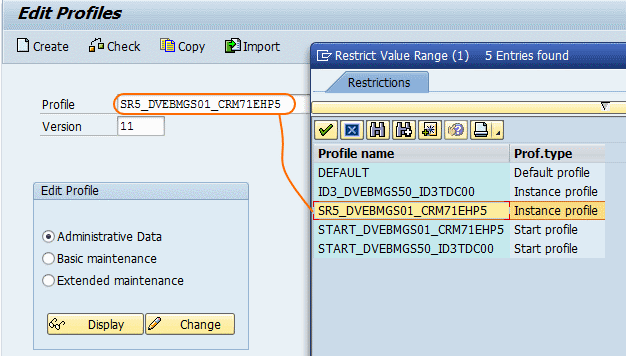 Edit Profiles
Create Check Copy Import
Profile SR5_DVEBMGS01_CRM71EHP5
Version 11
Edit Profile
Administrative Data
Basic maintenance
Extended maintenance
Display Change
Restrict Value Range (1) 5 Entries found
Restrictions
Profile name Prof.type
DEFAULT Default profile
ID3_DVEBMGS50_ID3TDC00 Instance profile
SR5_DVEBMGS01_CRM71EHP5 Instance profile
START_DVEBMGS01_CRM71EHP5 Start profile
START_DVEBMGS50_ID3TDC00 Start profile